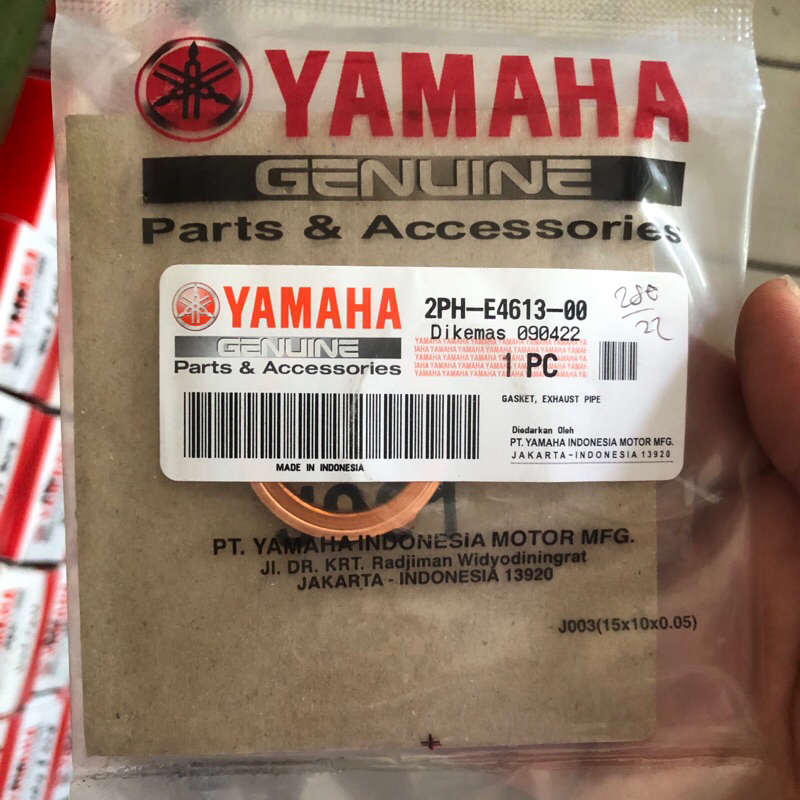 YAMAHA
GENUINE
Parts & Accessories
YAMAHA
GENUINE
Parts & Accessories
2PH-E4613-00
Dikemas 090422
1 PC
GASKET, EXHAUST PIPE
MADE IN INDONESIA
Diedarkan Oleh
PT. YAMAHA INDONESIA MOTOR MFG.
JAKARTA-INDONESIA 13920
PT. YAMAHA INDONESIA MOTOR MFG.
Jl. DR. KRT. Radjiman Widyodiningrat
JAKARTA - INDONESIA 13920
J003(15x10x0.05)